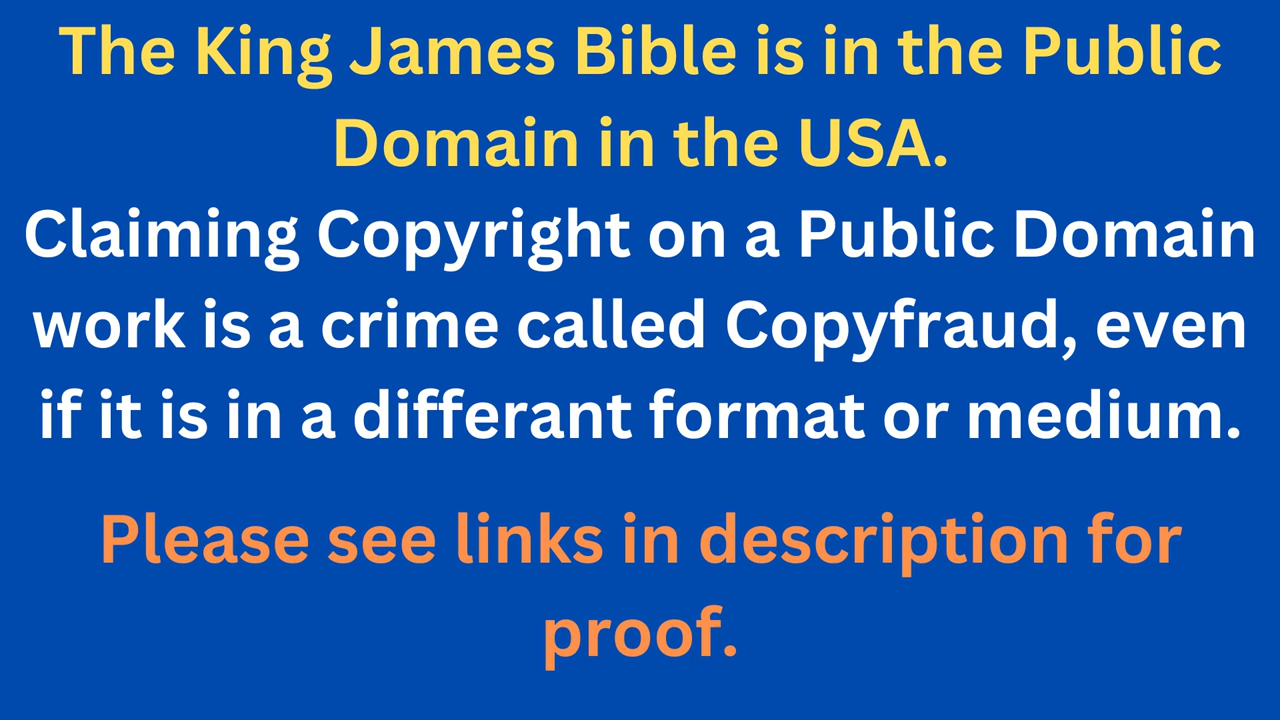 The King James Bible is in the Public
Domain in the USA.
Claiming Copyright on a Public Domain
work is a crime called Copyfraud, even
if it is in a differant format or medium.
Please see links in description for
proof.